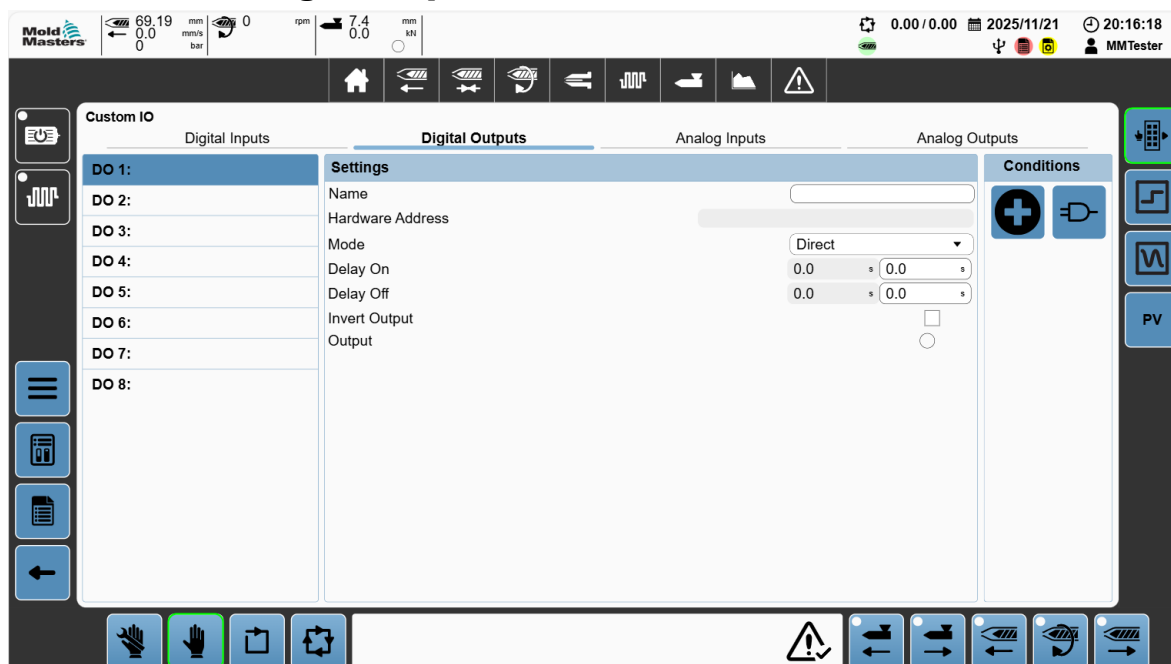 Mold
Masters
69.19 mm
0.0 mm/s
0 bar
0 rpm
7.4 mm
0.0 kN
0.00 / 0.00
2025/11/21
20:16:18
MMTester
Custom IO
Digital Inputs
Digital Outputs
Analog Inputs
Analog Outputs
DO 1:
DO 2:
DO 3:
DO 4:
DO 5:
DO 6:
DO 7:
DO 8:
Settings
Name
Hardware Address
Mode Direct
Delay On 0.0 s 0.0 s
Delay Off 0.0 s 0.0 s
Invert Output
Output
Conditions
PV